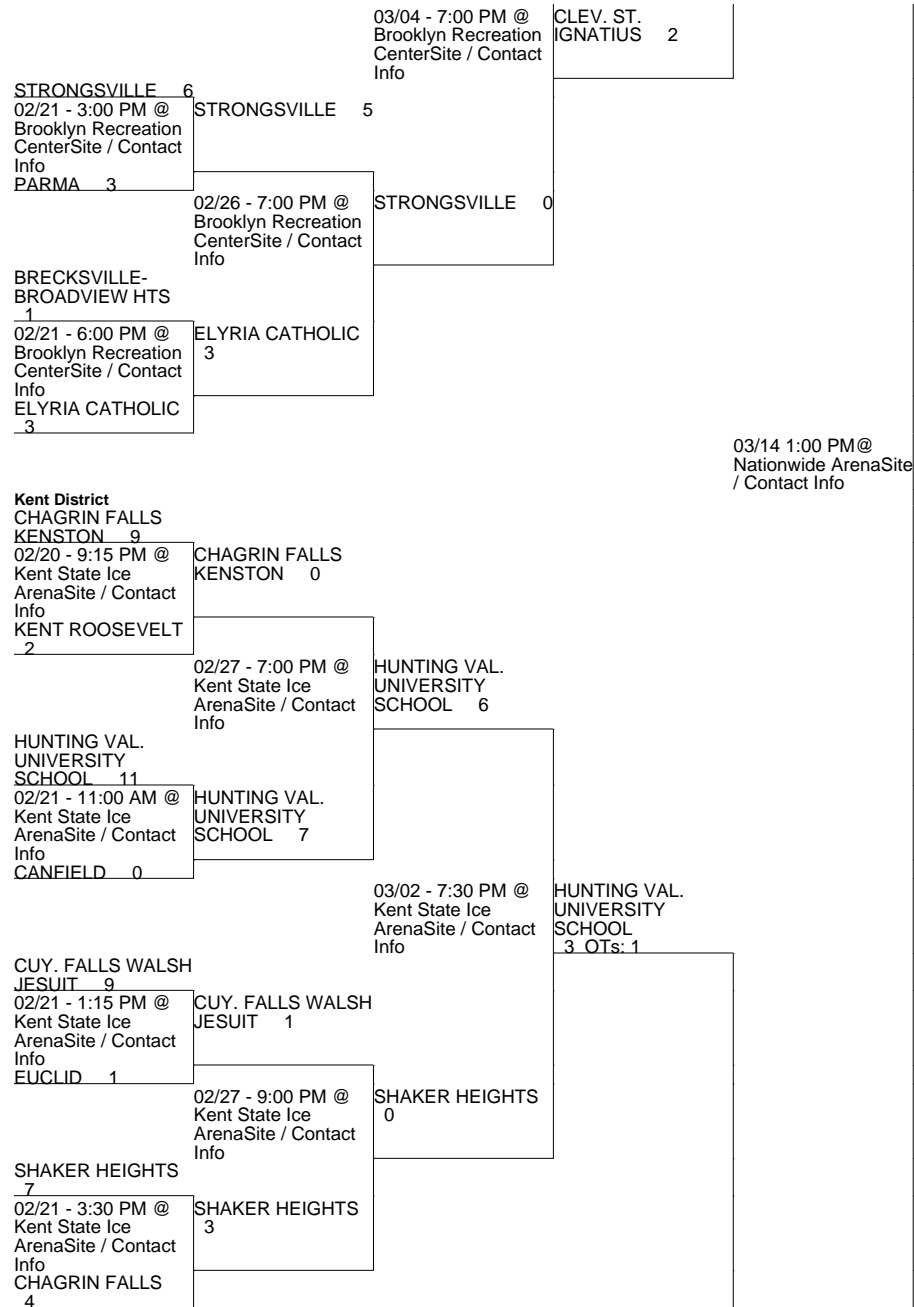 03/04 - 7:00 PM @
Brooklyn Recreation
CenterSite / Contact
Info
CLEV. ST.
IGNATIUS 2
STRONGSVILLE 6
02/21 - 3:00 PM @
Brooklyn Recreation
CenterSite / Contact
Info
PARMA 3
STRONGSVILLE 5
02/26 - 7:00 PM @
Brooklyn Recreation
CenterSite / Contact
Info
STRONGSVILLE 0
BRECKSVILLE-
BROADVIEW HTS
1
02/21 - 6:00 PM @
Brooklyn Recreation
CenterSite / Contact
Info
ELYRIA CATHOLIC
3
ELYRIA CATHOLIC
3
03/14 1:00 PM@
Nationwide ArenaSite
/ Contact Info
Kent District
CHAGRIN FALLS
KENSTON 9
02/20 - 9:15 PM @
Kent State Ice
ArenaSite / Contact
Info
KENT ROOSEVELT
2
CHAGRIN FALLS
KENSTON 0
02/27 - 7:00 PM @
Kent State Ice
ArenaSite / Contact
Info
HUNTING VAL.
UNIVERSITY
SCHOOL 6
HUNTING VAL.
UNIVERSITY
SCHOOL 11
02/21 - 11:00 AM @
Kent State Ice
ArenaSite / Contact
Info
CANFIELD 0
HUNTING VAL.
UNIVERSITY
SCHOOL 7
03/02 - 7:30 PM @
Kent State Ice
ArenaSite / Contact
Info
HUNTING VAL.
UNIVERSITY
SCHOOL
3 OTs: 1
CUY. FALLS WALSH
JESUIT 9
02/21 - 1:15 PM @
Kent State Ice
ArenaSite / Contact
Info
EUCLID 1
CUY. FALLS WALSH
JESUIT 1
02/27 - 9:00 PM @
Kent State Ice
ArenaSite / Contact
Info
SHAKER HEIGHTS
0
SHAKER HEIGHTS
7
02/21 - 3:30 PM @
Kent State Ice
ArenaSite / Contact
Info
CHAGRIN FALLS
4
SHAKER HEIGHTS
3